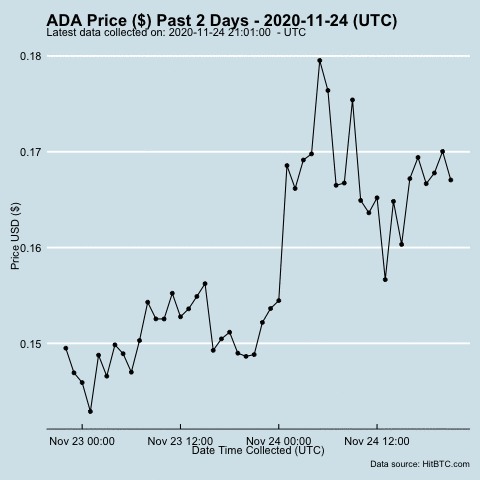 ADA Price ($) Past 2 Days - 2020-11-24 (UTC)
Latest data collected on: 2020-11-24 21:01:00  - UTC
0.18
0.17
0.16
0.15
Price USD ($)
Nov 23 00:00 Nov 23 12:00 Nov 24 00:00 Nov 24 12:00
Date Time Collected (UTC)
Data source: HitBTC.com